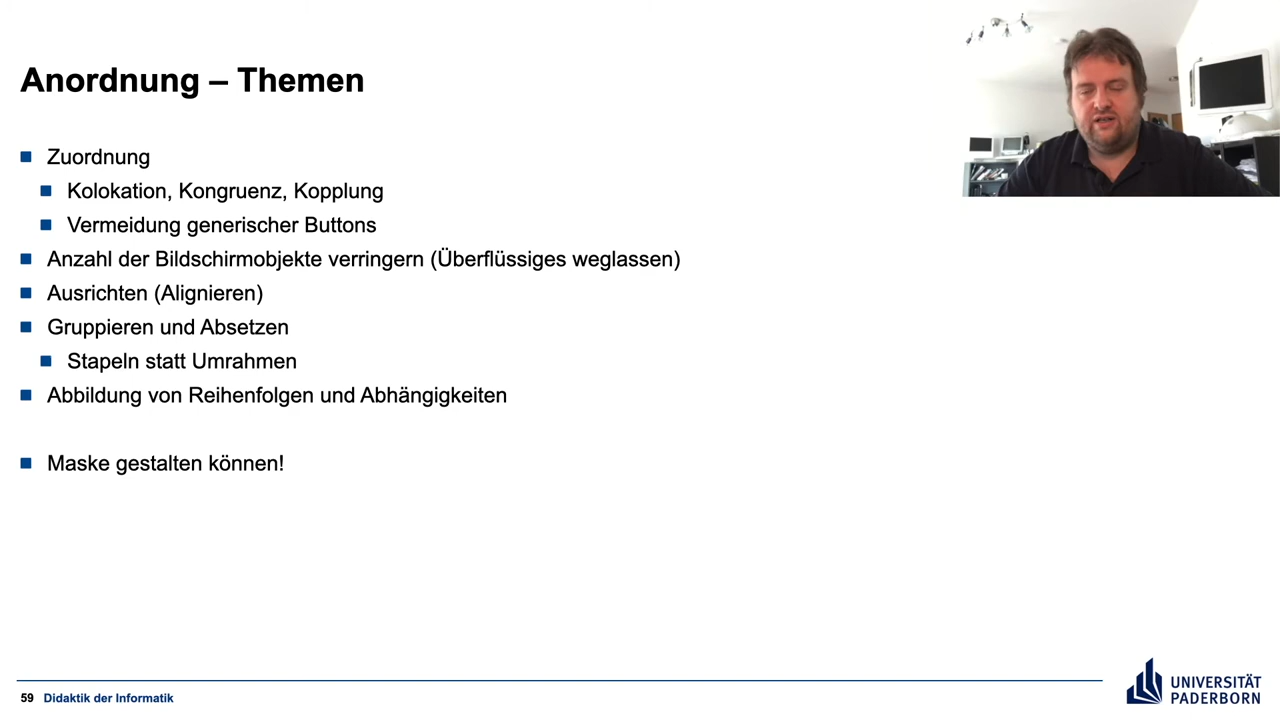 Anordnung – Themen
Zuordnung
Kolokation, Kongruenz, Kopplung
Vermeidung generischer Buttons
Anzahl der Bildschirmobjekte verringern (Überflüssiges weglassen)
Ausrichten (Alignieren)
Gruppieren und Absetzen
Stapeln statt Umrahmen
Abbildung von Reihenfolgen und Abhängigkeiten
Maske gestalten können!
59 Didaktik der Informatik
UNIVERSITÄT
PADERBORN